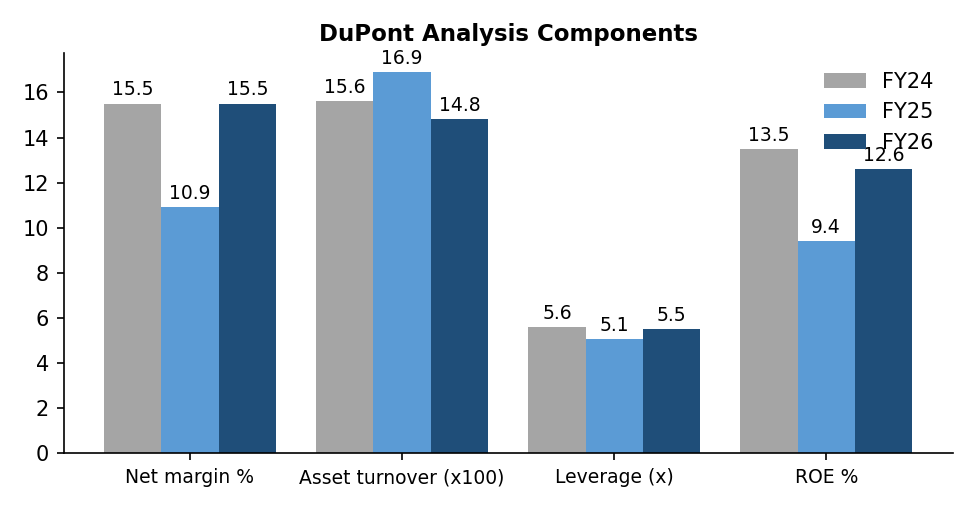 DuPont Analysis Components
16.9
15.5
15.5
15.6
14.8
10.9
5.6
5.1
5.5
13.5
9.4
12.6
FY24
FY25
FY26
16
14
12
10
8
6
4
2
0
Net margin %
Asset turnover (x100)
Leverage (x)
ROE %